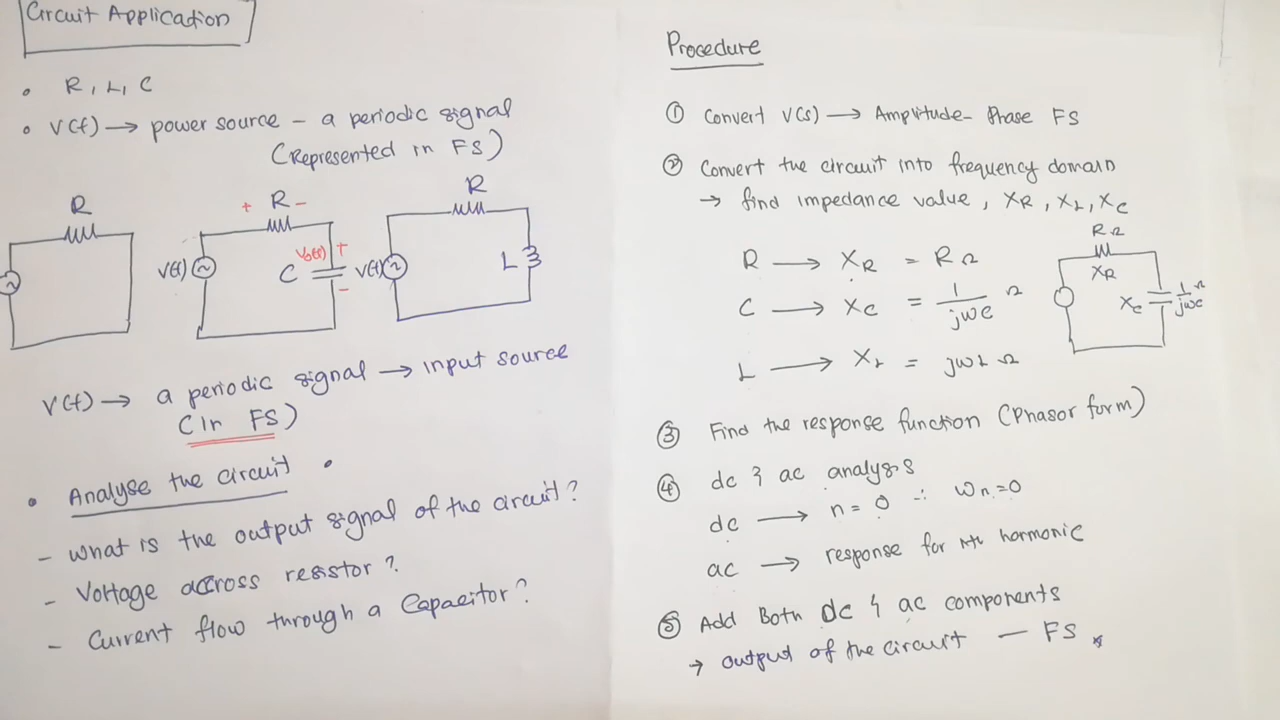 Circuit Application
• R, L, C
• V(t) → power source – a periodic signal
(Represented in FS)
R
+ R –
R
V(t)
C
Vo(t) +
–
V(t)
L
V(t) → a periodic signal → input source
(In FS)
• Analyse the circuit •
– What is the output signal of the circuit?
– Voltage accross resistor?
– Current flow through a Capacitor?
Procedure
① Convert V(s) → Amplitude-Phase FS
② Convert the circuit into frequency domain
→ find impedance value, XR, XL, XC
R → XR = R Ω
C → XC = 1/jωC Ω
L → XL = jωL Ω
RΩ
XR
XC
1/jωC Ω
③ Find the response function (Phasor form)
④ dc & ac analysis
dc → n = 0 ∴ ωn = 0
ac → response for nth harmonic
⑤ Add Both dc & ac components
→ output of the circuit — FS *